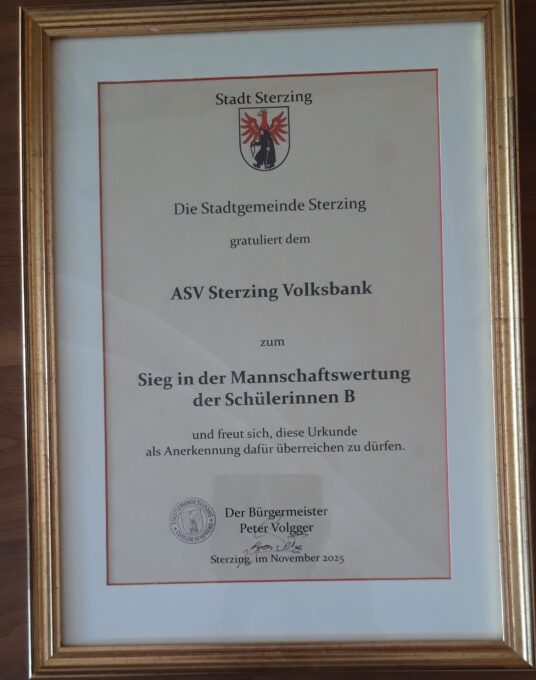 Stadt Sterzing
Die Stadtgemeinde Sterzing
gratuliert dem
ASV Sterzing Volksbank
zum
Sieg in der Mannschaftswertung
der Schülerinnen B
und freut sich, diese Urkunde
als Anerkennung dafür überreichen zu dürfen.
Der Bürgermeister
Peter Volgger
Sterzing, im November 2025